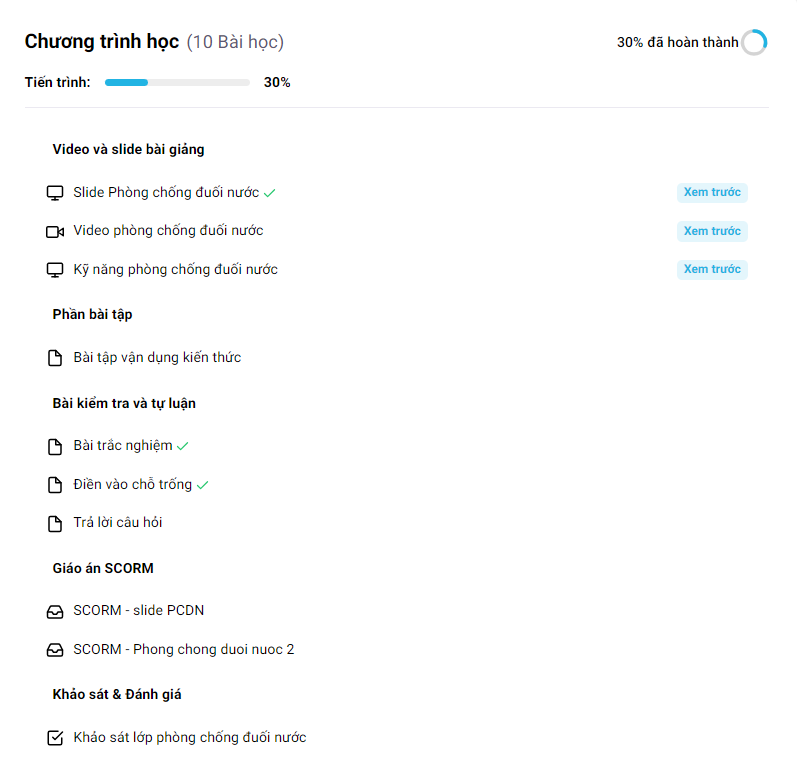 Chương trình học (10 Bài học)
30% đã hoàn thành
Tiến trình: 30%
Video và slide bài giảng
Slide Phòng chống đuối nước Xem trước
Video phòng chống đuối nước Xem trước
Kỹ năng phòng chống đuối nước Xem trước
Phần bài tập
Bài tập vận dụng kiến thức
Bài kiểm tra và tự luận
Bài trắc nghiệm
Điền vào chỗ trống
Trả lời câu hỏi
Giáo án SCORM
SCORM - slide PCDN
SCORM - Phong chong duoi nuoc 2
Khảo sát & Đánh giá
Khảo sát lớp phòng chống đuối nước